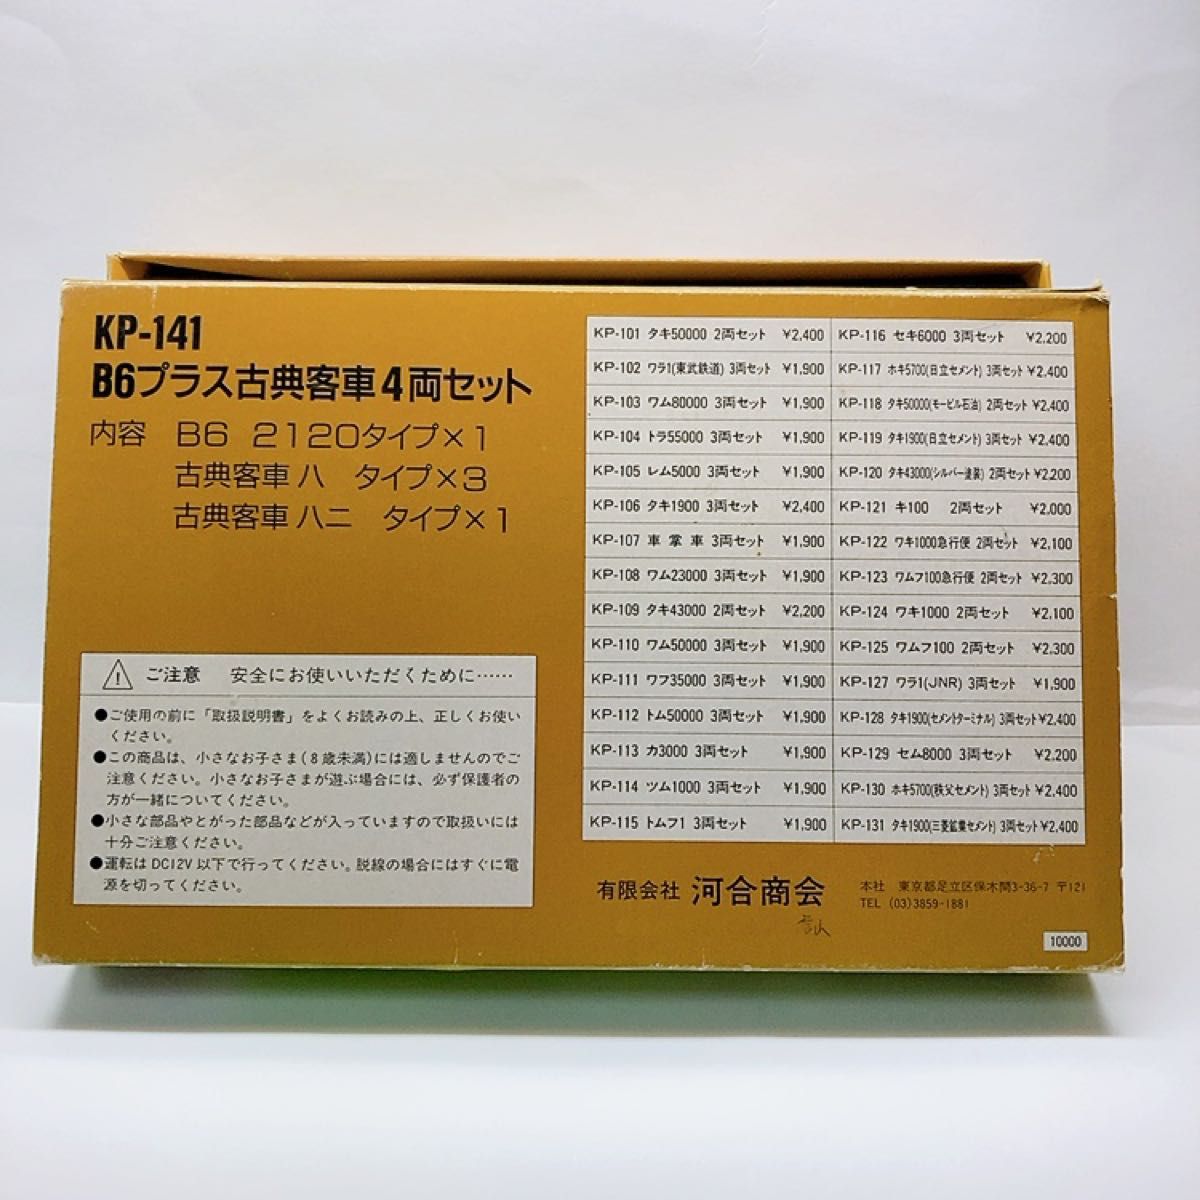 KP-141
B6プラス古典客車4両セット
内容 B6 2120タイプ×1
古典客車 ハ タイプ×3
古典客車 ハニ タイプ×1
ご注意 安全にお使いいただくために……
●ご使用の前に「取扱説明書」をよくお読みの上、正しくお使い
ください。
●この商品は、小さなお子さま(8歳未満)には適しませんのでご
注意ください。小さなお子さまが遊ぶ場合には、必ず保護者の
方が一緒についてください。
●小さな部品やとがった部品などが入っていますので取扱いには
十分ご注意ください。
●運転はDC12V以下で行ってください。脱線の場合にはすぐに電
源を切ってください。
KP-101 タキ50000 2両セット ¥2,400
KP-102 ワラ1(東武鉄道) 3両セット ¥1,900
KP-103 ワム80000 3両セット ¥1,900
KP-104 トラ55000 3両セット ¥1,900
KP-105 レム5000 3両セット ¥1,900
KP-106 タキ1900 3両セット ¥2,400
KP-107 車掌車 3両セット ¥1,900
KP-108 ワム23000 3両セット ¥1,900
KP-109 タキ43000 2両セット ¥2,200
KP-110 ワム50000 3両セット ¥1,900
KP-111 ワフ35000 3両セット ¥1,900
KP-112 トム50000 3両セット ¥1,900
KP-113 カ3000 3両セット ¥1,900
KP-114 ツム1000 3両セット ¥1,900
KP-115 トムフ1 3両セット ¥1,900
KP-116 セキ6000 3両セット ¥2,200
KP-117 ホキ5700(日立セメント) 3両セット ¥2,400
KP-118 タキ50000(モービル石油) 2両セット ¥2,400
KP-119 タキ1900(日立セメント) 3両セット ¥2,400
KP-120 タキ43000(シルバー塗装) 2両セット ¥2,200
KP-121 キ100 2両セット ¥2,000
KP-122 ワキ1000急行便 2両セット ¥2,100
KP-123 ワムフ100急行便 2両セット ¥2,300
KP-124 ワキ1000 2両セット ¥2,100
KP-125 ワムフ100 2両セット ¥2,300
KP-127 ワラ1(JNR) 3両セット ¥1,900
KP-128 タキ1900(セメントターミナル) 3両セット ¥2,400
KP-129 セム8000 3両セット ¥2,200
KP-130 ホキ5700(秩父セメント) 3両セット ¥2,400
KP-131 タキ1900(三菱鉱業セメント) 3両セット ¥2,400
有限会社 河合商会
本社 東京都足立区保木間3-36-7 〒121
TEL (03)3859-1881
10000